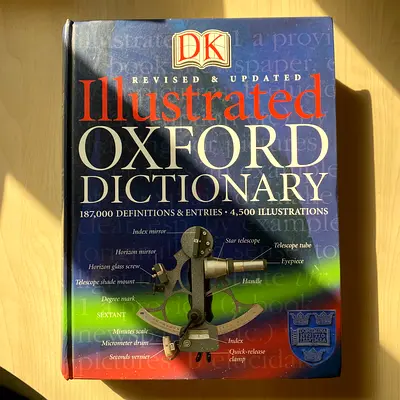 DK
REVISED & UPDATED
Illustrated
OXFORD
DICTIONARY
187,000 DEFINITIONS & ENTRIES • 4,500 ILLUSTRATIONS
Index mirror
Star telescope
Telescope tube
Horizon mirror
Eyepiece
Horizon glass screw
Telescope shade mount
Handle
Degree mark
SEXTANT
Minutes scale
Micrometer drum
Index
Seconds vernier
Quick-release
clamp